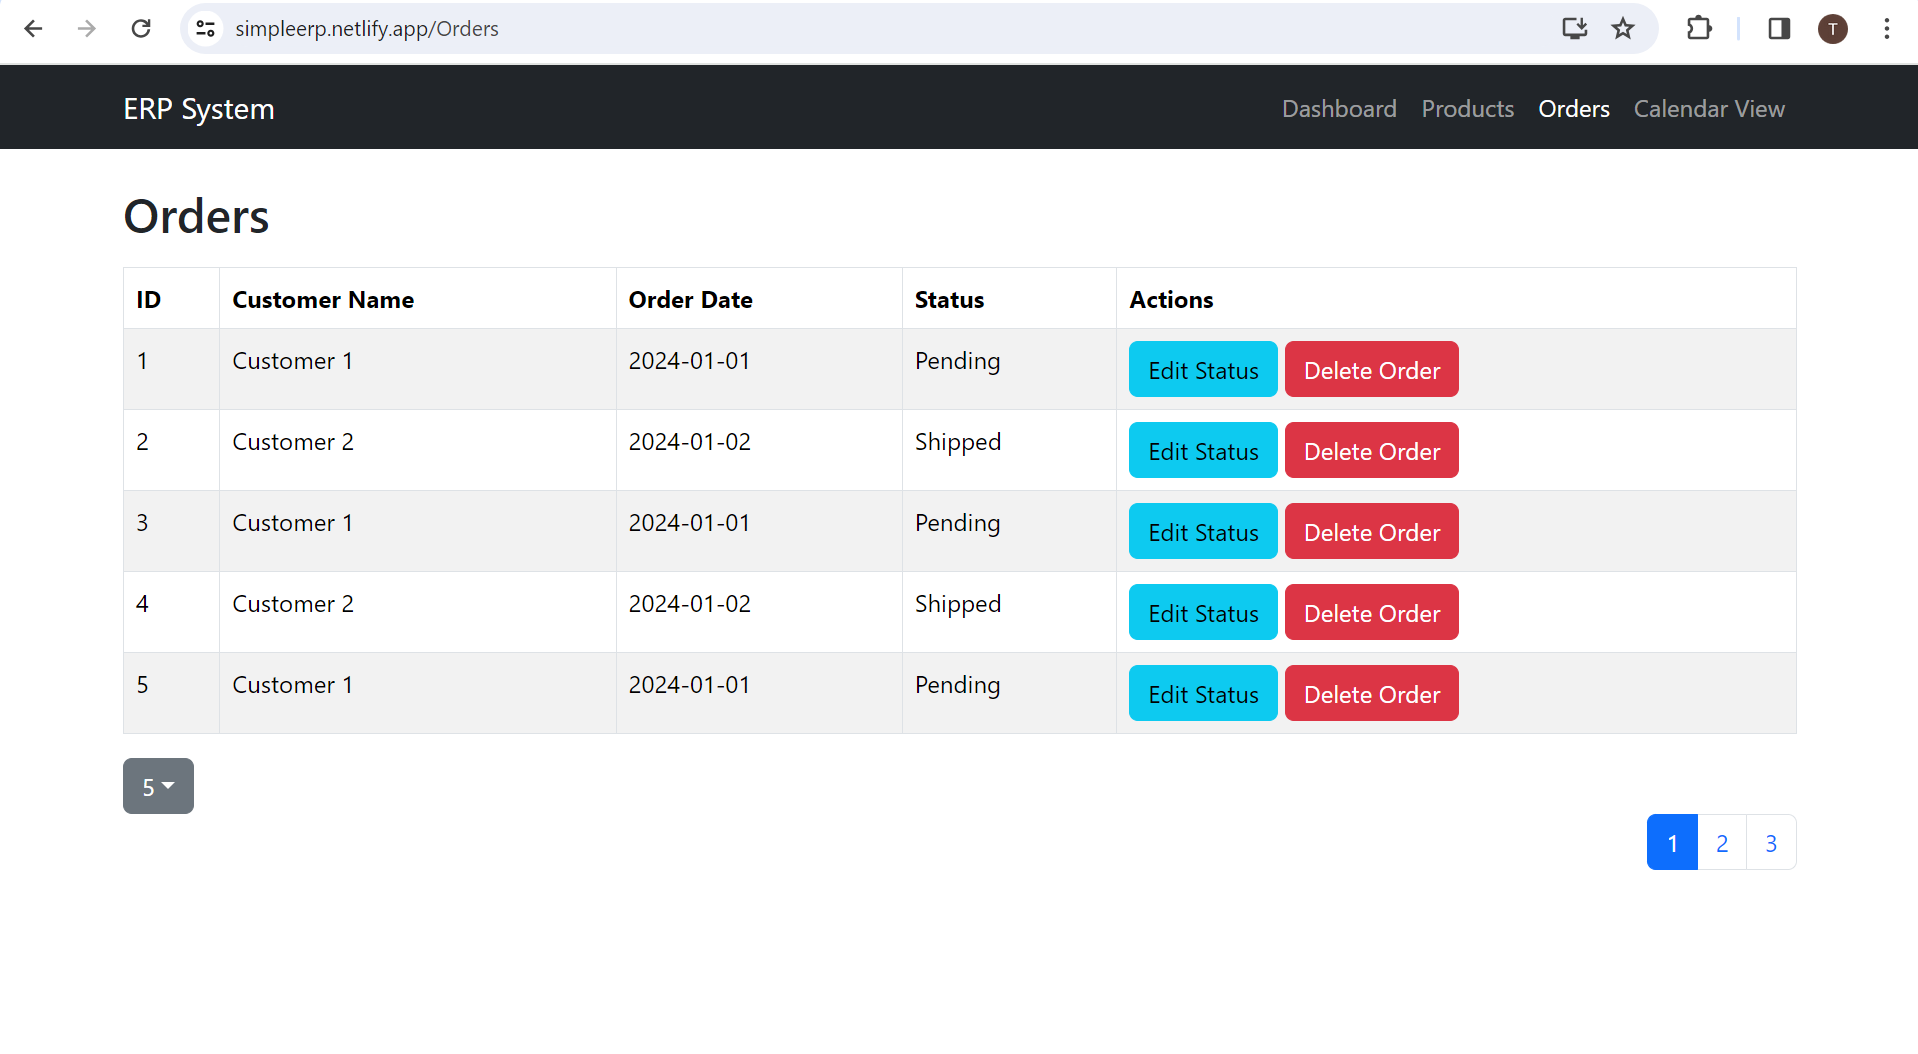 simpleerp.netlify.app/Orders
T
ERP System Dashboard Products Orders Calendar View
Orders
ID Customer Name Order Date Status Actions
1 Customer 1 2024-01-01 Pending Edit Status Delete Order
2 Customer 2 2024-01-02 Shipped Edit Status Delete Order
3 Customer 1 2024-01-01 Pending Edit Status Delete Order
4 Customer 2 2024-01-02 Shipped Edit Status Delete Order
5 Customer 1 2024-01-01 Pending Edit Status Delete Order
5
1 2 3